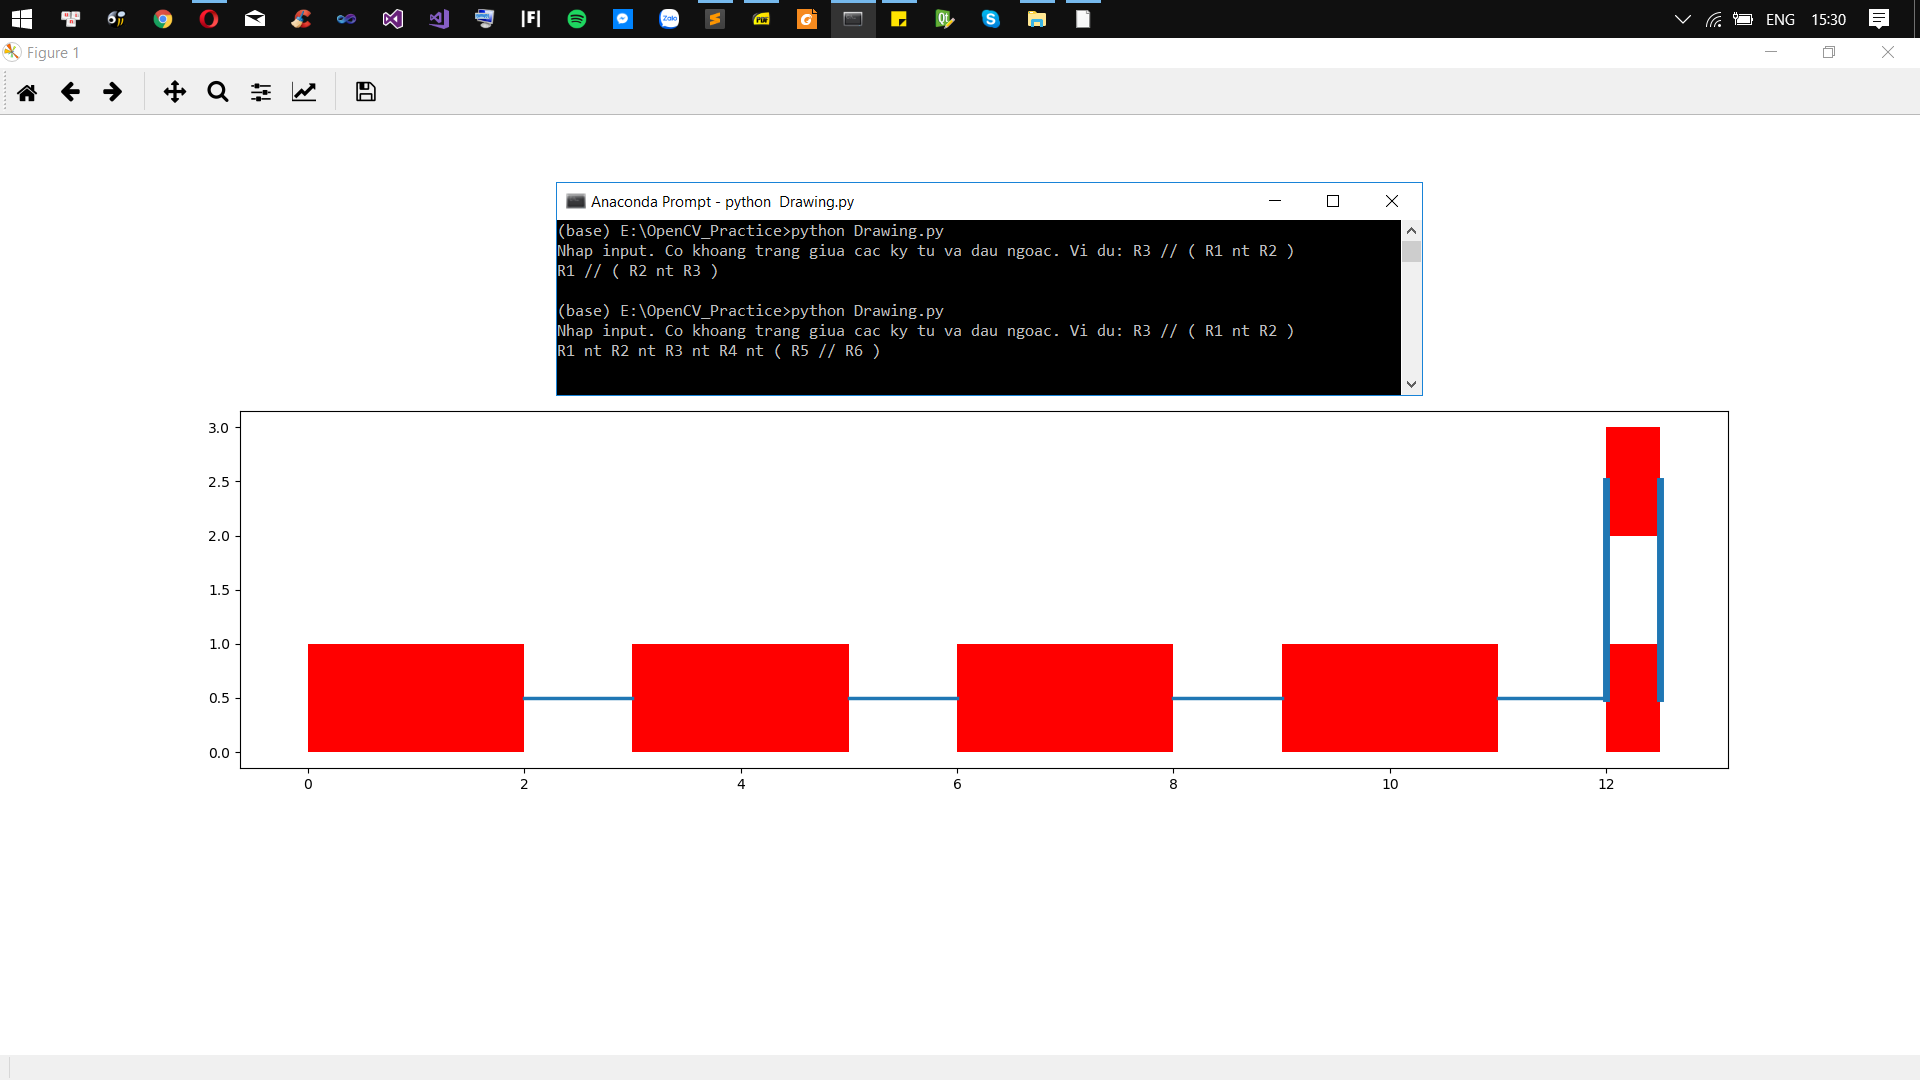 ENG 15:30
Figure 1
Anaconda Prompt - python  Drawing.py
(base) E:\OpenCV_Practice>python Drawing.py
Nhap input. Co khoang trang giua cac ky tu va dau ngoac. Vi du: R3 // ( R1 nt R2 )
R1 // ( R2 nt R3 )
(base) E:\OpenCV_Practice>python Drawing.py
Nhap input. Co khoang trang giua cac ky tu va dau ngoac. Vi du: R3 // ( R1 nt R2 )
R1 nt R2 nt R3 nt R4 nt ( R5 // R6 )
3.0
2.5
2.0
1.5
1.0
0.5
0.0
0 2 4 6 8 10 12